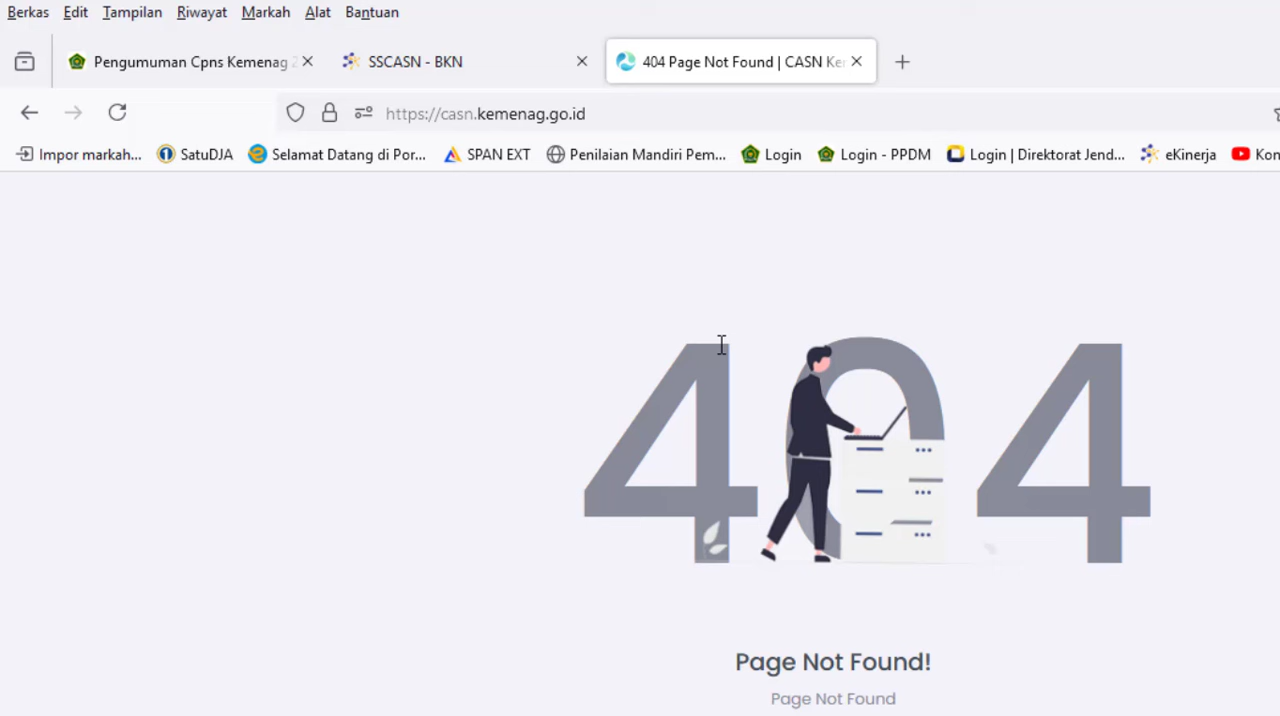 Berkas Edit Tampilan Riwayat Markah Alat Bantuan
Pengumuman Cpns Kemenag SSCASN - BKN 404 Page Not Found | CASN Ke
https://casn.kemenag.go.id
Impor markah... SatuDJA Selamat Datang di Por... SPAN EXT Penilaian Mandiri Pem... Login Login - PPDM Login | Direktorat Jend... eKinerja Kon
404
Page Not Found!
Page Not Found